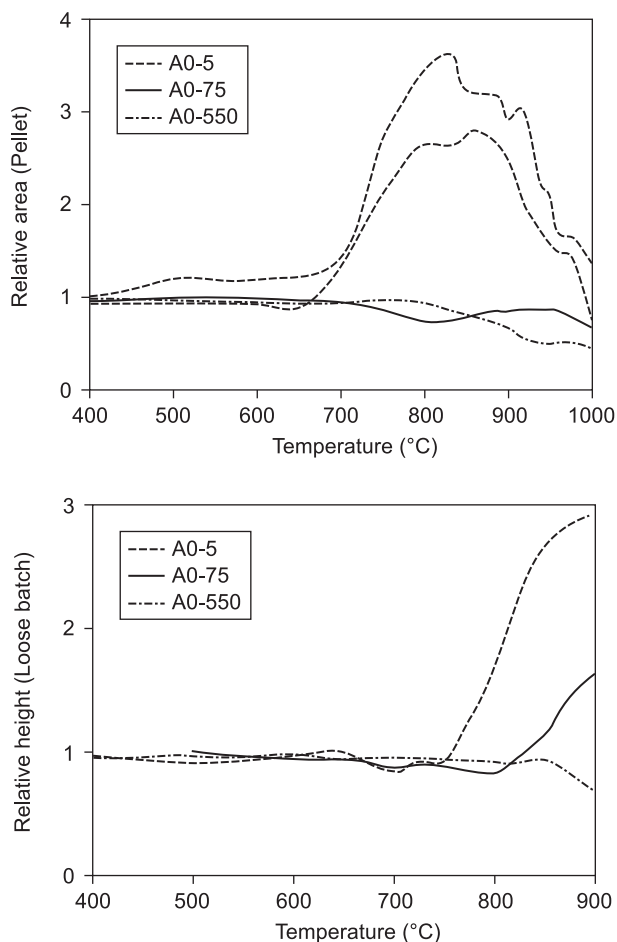 4
3
2
1
0
400 500 600 700 800 900 1000
Temperature (°C)
Relative area (Pellet)
A0-5
A0-75
A0-550
3
2
1
0
400 500 600 700 800 900
Temperature (°C)
Relative height (Loose batch)
A0-5
A0-75
A0-550